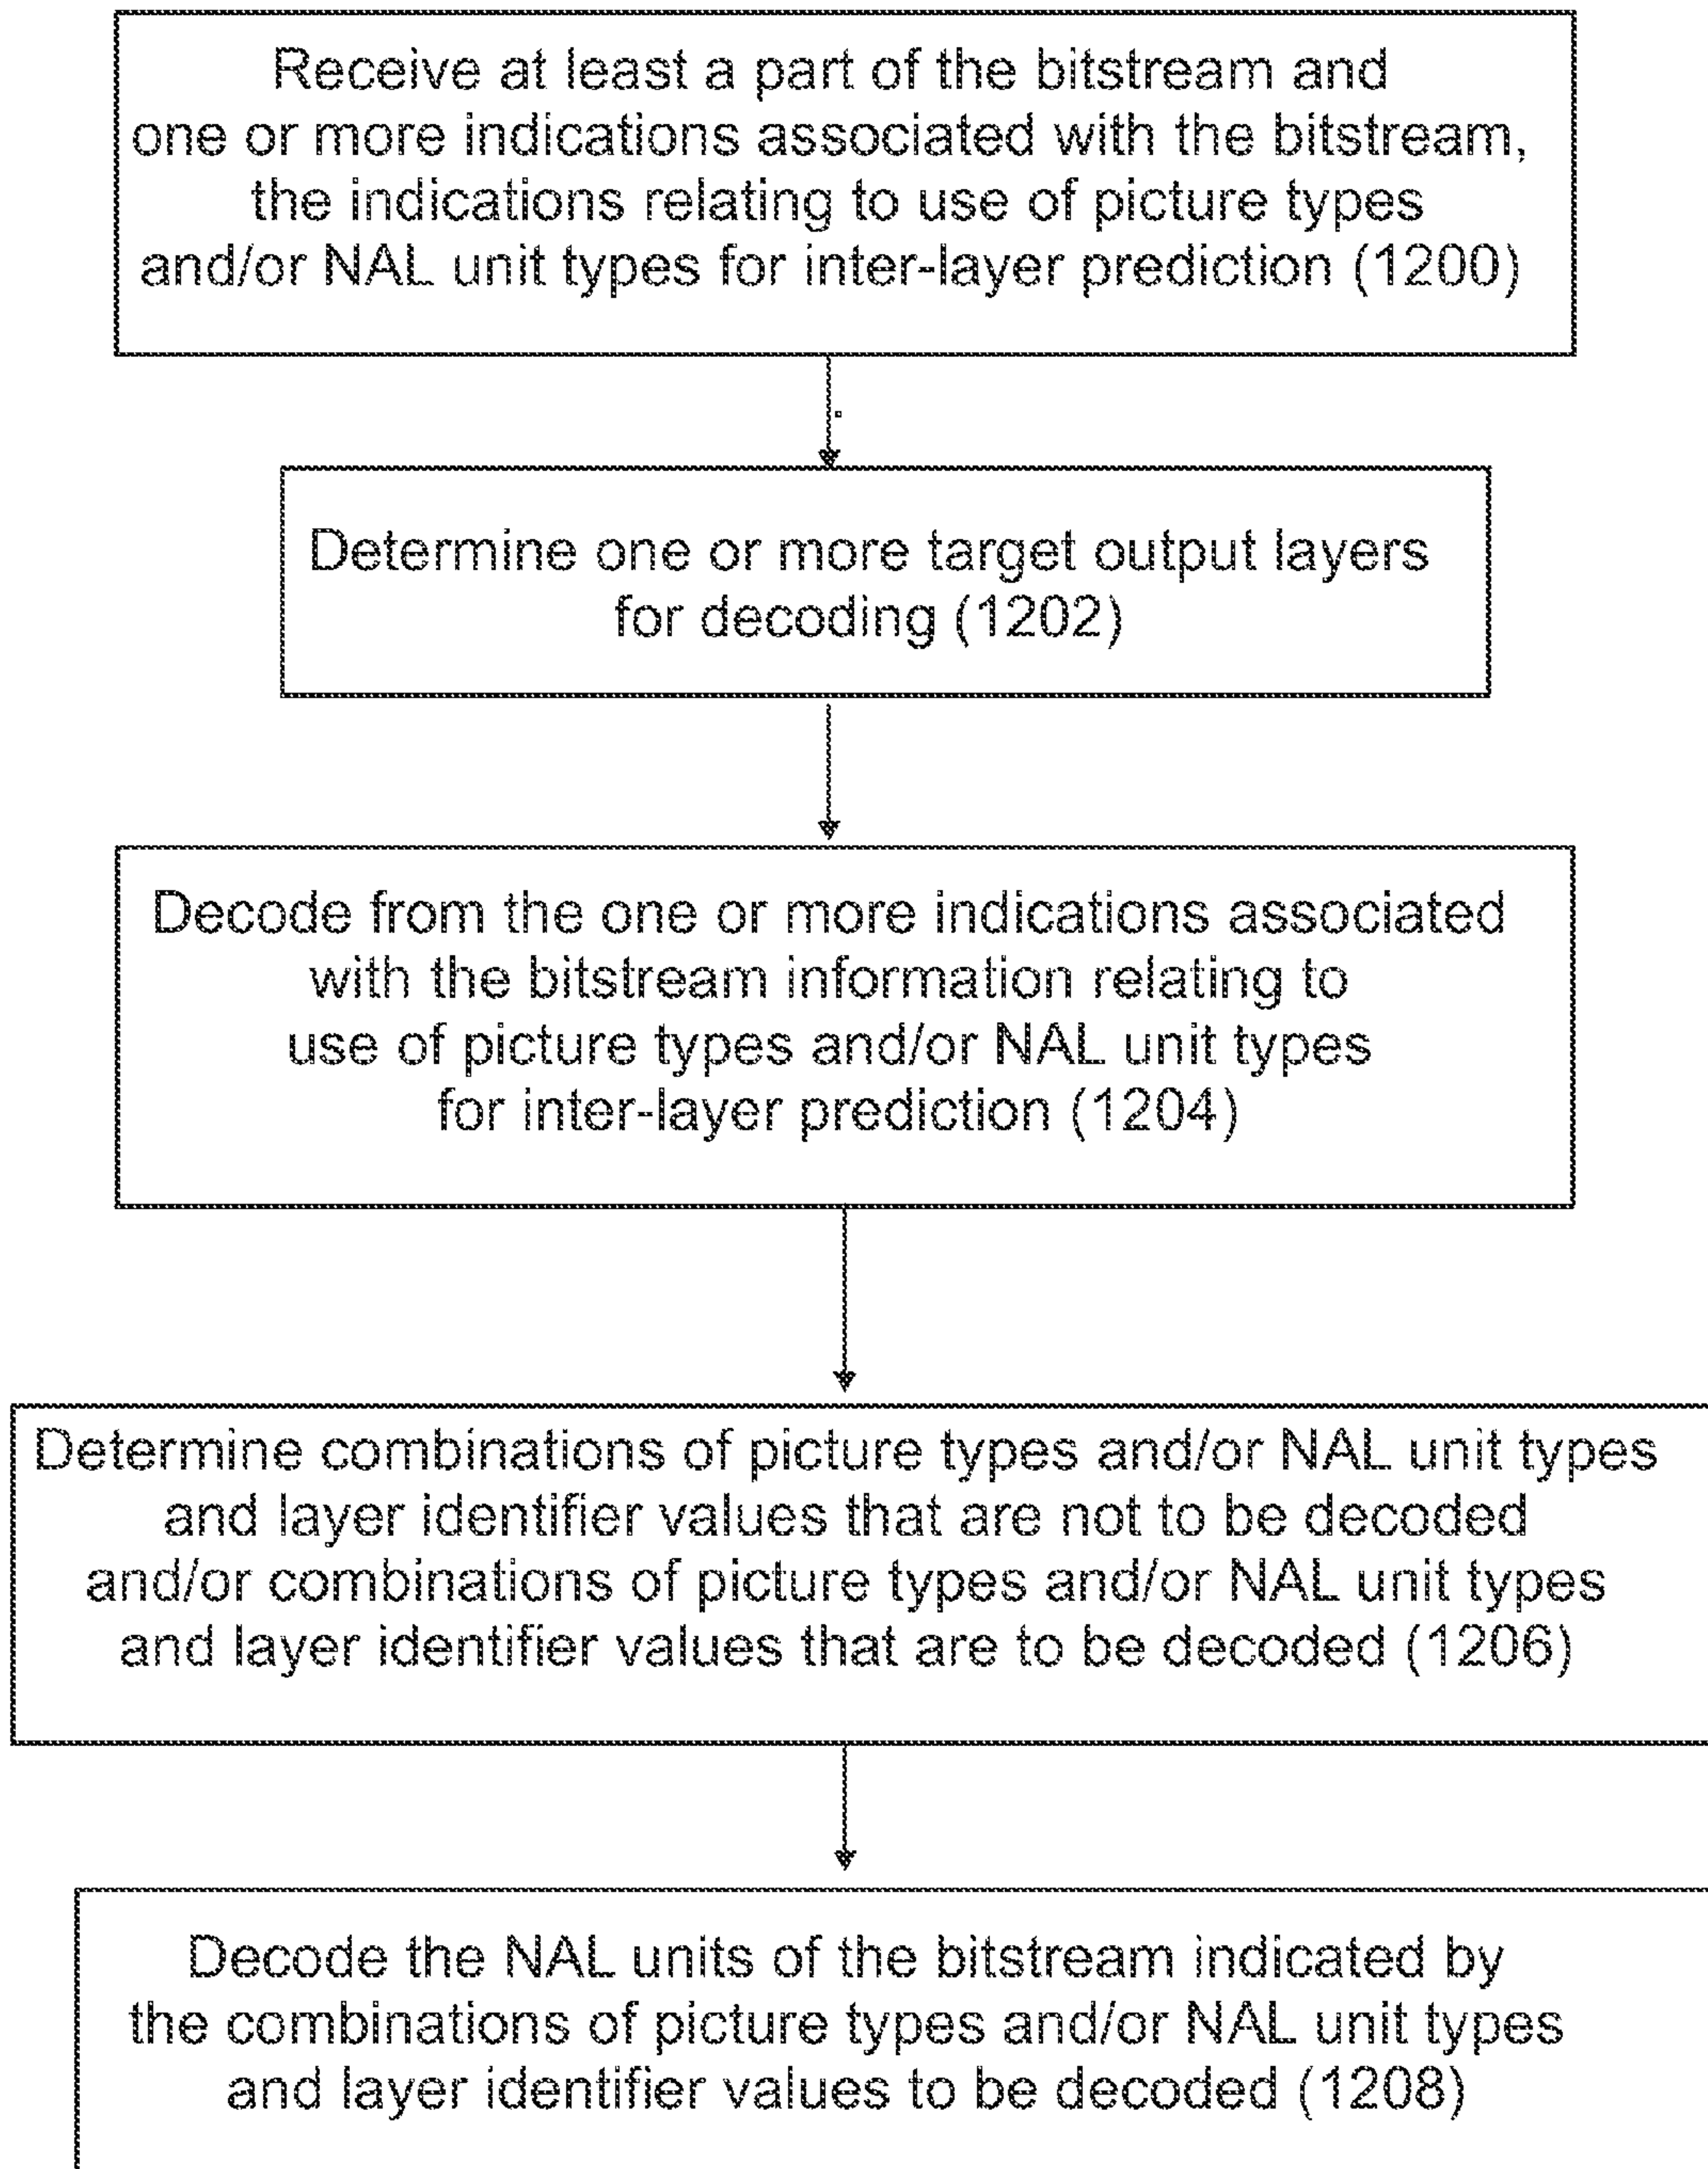 Receive at least a part of the bitstream and
one or more indications associated with the bitstream,
the indications relating to use of picture types
and/or NAL unit types for inter-layer prediction (1200)
Determine one or more target output layers
for decoding (1202)
Decode from the one or more indications associated
with the bitstream information relating to
use of picture types and/or NAL unit types
for inter-layer prediction (1204)
Determine combinations of picture types and/or NAL unit types
and layer identifier values that are not to be decoded
and/or combinations of picture types and/or NAL unit types
and layer identifier values that are to be decoded (1206)
Decode the NAL units of the bitstream indicated by
the combinations of picture types and/or NAL unit types
and layer identifier values to be decoded (1208)